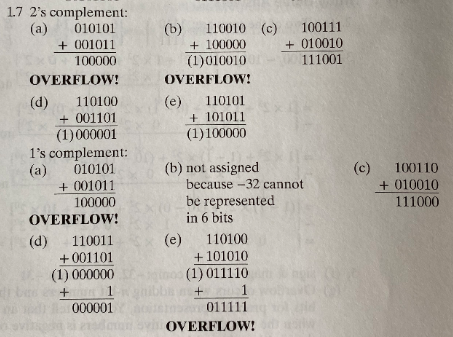 1.7 2's complement:
(a) 010101 (b) 110010 (c) 100111
+ 001011 + 100000 + 010010
100000 (1)010010 111001
OVERFLOW! OVERFLOW!
(d) 110100 (e) 110101
+ 001101 + 101011
(1)000001 (1)100000
1's complement:
(a) 010101 (b) not assigned (c) 100110
+ 001011 because −32 cannot + 010010
100000 be represented 111000
OVERFLOW! in 6 bits
(d) 110011 (e) 110100
+001101 + 101010
(1) 000000 (1) 011110
+ 1 + 1
000001 011111
OVERFLOW!